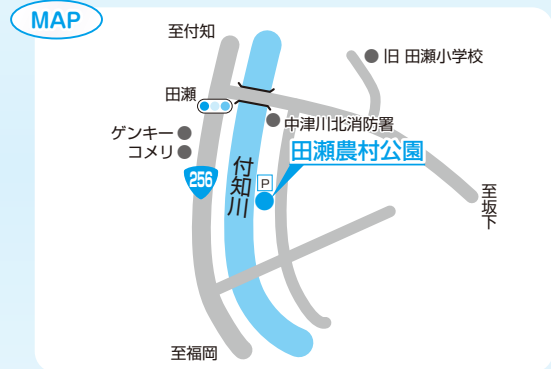 MAP
至付知
旧 田瀬小学校
田瀬
中津川北消防署
ゲンキー
コメリ
田瀬農村公園
256
付知川
P
至坂下
至福岡